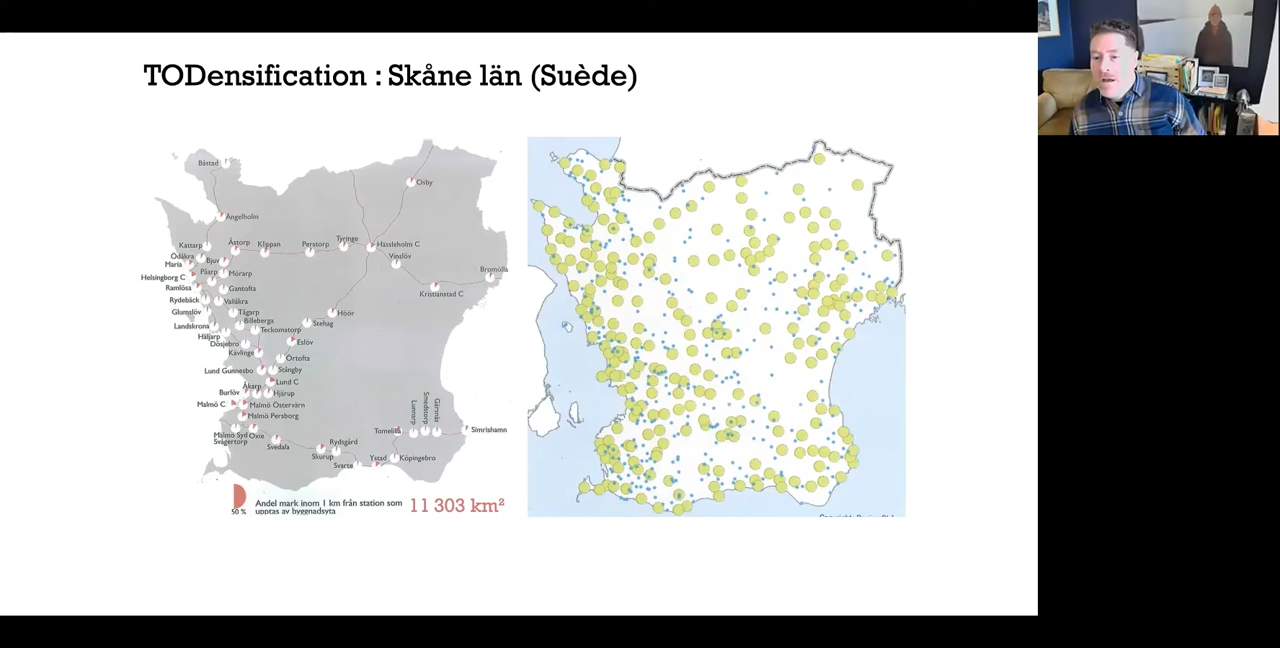 TODensification : Skåne län (Suède)
Båstad
Osby
Ängelholm
Kattarp
Åstorp
Klippan
Perstorp
Tyringe
Hässleholm C
Ödåkra
Bjuv
Vinslöv
Maria
Påarp
Mörarp
Bromölla
Helsingborg C
Ramlösa
Gantofta
Kristianstad C
Rydebäck
Vallåkra
Glumslöv
Tågarp
Höör
Billeberga
Stehag
Landskrona
Teckomatorp
Häljarp
Dösjebro
Eslöv
Kävlinge
Örtofta
Lund Gunnesbo
Stångby
Lund C
Åkarp
Burlöv
Hjärup
Malmö C
Malmö Östervärn
Malmö Persborg
Lunnarp
Smedstorp
Gärsnäs
Tomelilla
Simrishamn
Malmö Syd
Svågertorp
Oxie
Svedala
Rydsgård
Skurup
Svarte
Ystad
Köpingebro
50 %
Andel mark inom 1 km från station som
upptas av byggnadsyta
11 303 km²